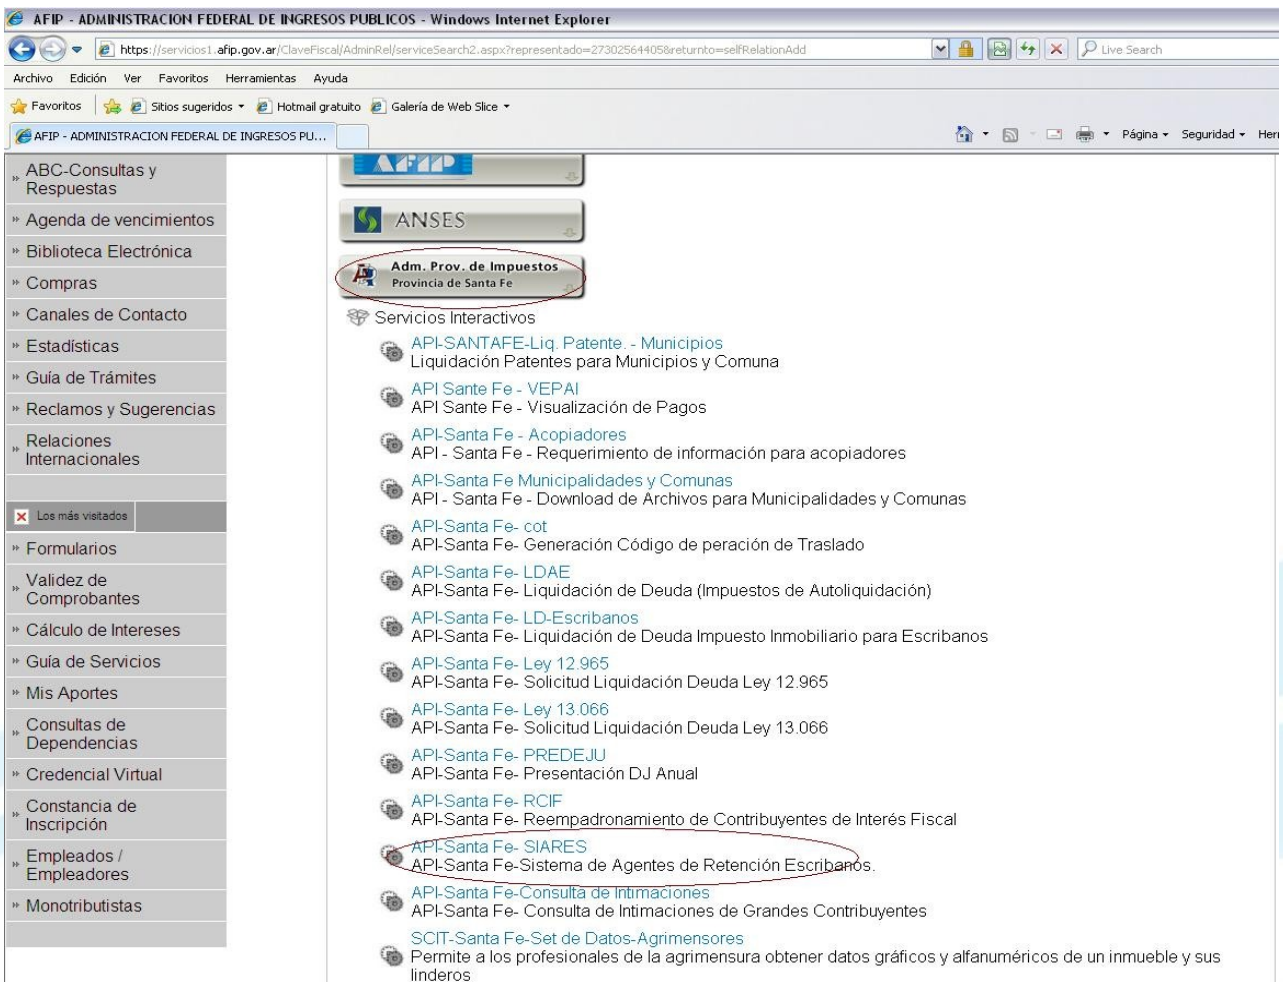 AFIP - ADMINISTRACION FEDERAL DE INGRESOS PUBLICOS - Windows Internet Explorer
https://servicios1.afip.gov.ar/ClaveFiscal/AdminRel/serviceSearch2.aspx?representado=27302564405&returnto=selfRelationAdd
Live Search
Archivo Edición Ver Favoritos Herramientas Ayuda
Favoritos Sitios sugeridos Hotmail gratuito Galería de Web Slice
AFIP - ADMINISTRACION FEDERAL DE INGRESOS PU...
Página Seguridad Herr
ABC-Consultas y
Respuestas
Agenda de vencimientos
Biblioteca Electrónica
Compras
Canales de Contacto
Estadísticas
Guía de Trámites
Reclamos y Sugerencias
Relaciones
Internacionales
Los más visitados
Formularios
Validez de
Comprobantes
Cálculo de Intereses
Guía de Servicios
Mis Aportes
Consultas de
Dependencias
Credencial Virtual
Constancia de
Inscripción
Empleados /
Empleadores
Monotributistas
AFIP
ANSES
Adm. Prov. de Impuestos
Provincia de Santa Fe
Servicios Interactivos
API-SANTAFE-Liq. Patente. - Municipios
Liquidación Patentes para Municipios y Comuna
API Sante Fe - VEPAI
API Sante Fe - Visualización de Pagos
API-Santa Fe - Acopiadores
API - Santa Fe - Requerimiento de información para acopiadores
API-Santa Fe Municipalidades y Comunas
API - Santa Fe - Download de Archivos para Municipalidades y Comunas
API-Santa Fe- cot
API-Santa Fe- Generación Código de peración de Traslado
API-Santa Fe- LDAE
API-Santa Fe- Liquidación de Deuda (Impuestos de Autoliquidación)
API-Santa Fe- LD-Escribanos
API-Santa Fe- Liquidación de Deuda Impuesto Inmobiliario para Escribanos
API-Santa Fe- Ley 12.965
API-Santa Fe- Solicitud Liquidación Deuda Ley 12.965
API-Santa Fe- Ley 13.066
API-Santa Fe- Solicitud Liquidación Deuda Ley 13.066
API-Santa Fe- PREDEJU
API-Santa Fe- Presentación DJ Anual
API-Santa Fe- RCIF
API-Santa Fe- Reempadronamiento de Contribuyentes de Interés Fiscal
API-Santa Fe- SIARES
API-Santa Fe-Sistema de Agentes de Retención Escribanos.
API-Santa Fe-Consulta de Intimaciones
API-Santa Fe- Consulta de Intimaciones de Grandes Contribuyentes
SCIT-Santa Fe-Set de Datos-Agrimensores
Permite a los profesionales de la agrimensura obtener datos gráficos y alfanuméricos de un inmueble y sus
linderos